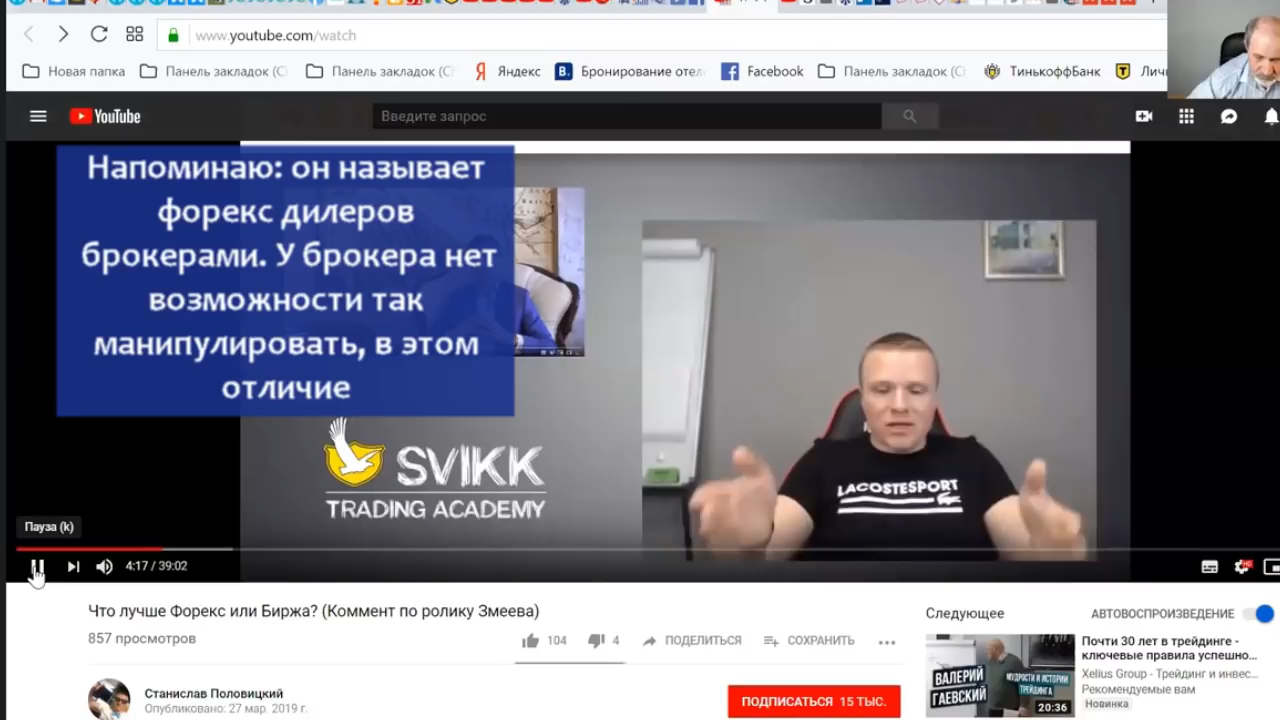 www.youtube.com/watch
Новая папка
Панель закладок (С
Панель закладок (С
Яндекс
B. Бронирование отел
Facebook
Панель закладок (С
ТинькоффБанк
Личн
YouTube
Введите запрос
Напоминаю: он называет
форекс дилеров
брокерами. У брокера нет
возможности так
манипулировать, в этом
отличие
SVIKK
TRADING ACADEMY
LACOSTESPORT
Пауза (k)
4:17 / 39:02
Что лучше Форекс или Биржа? (Коммент по ролику Змеева)
857 просмотров
104
4
ПОДЕЛИТЬСЯ
СОХРАНИТЬ
Станислав Половицкий
Опубликовано: 27 мар. 2019 г.
ПОДПИСАТЬСЯ 15 ТЫС.
Следующее
АВТОВОСПРОИЗВЕДЕНИЕ
ВАЛЕРИЙ
ГАЕВСКИЙ
МУДРОСТИ И ИСТОРИИ
ТРЕЙДИНГА
20:36
Почти 30 лет в трейдинге -
ключевые правила успешно...
Xelius Group - Трейдинг и инвес...
Рекомендуемые вам
Новинка